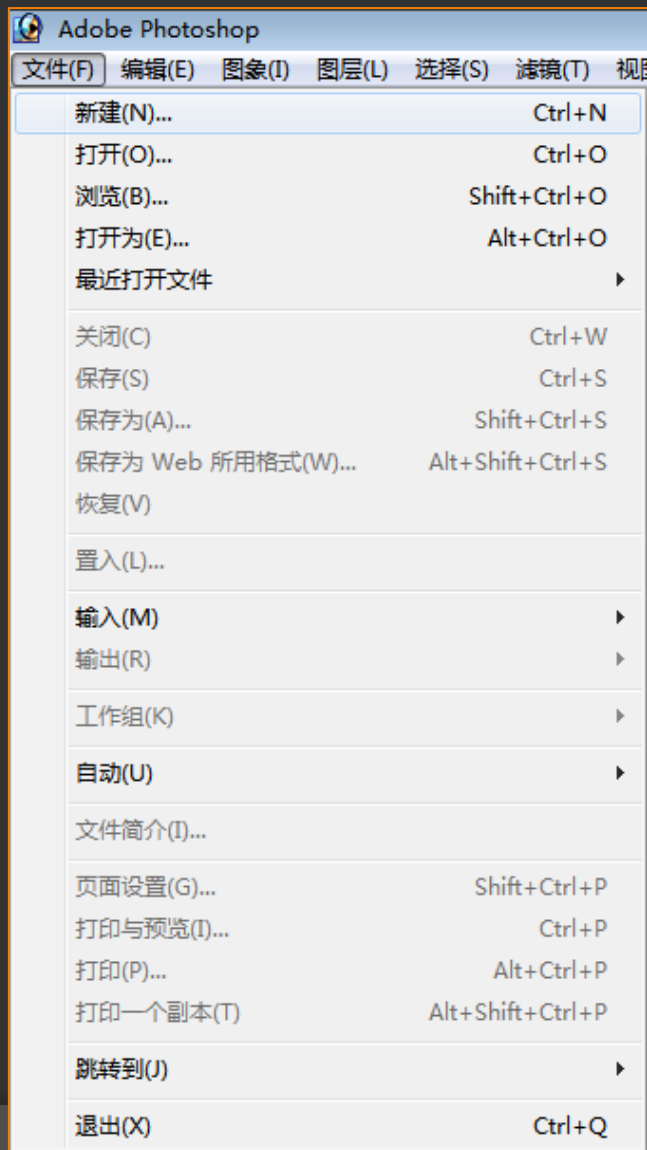 Adobe Photoshop
文件(F) 编辑(E) 图象(I) 图层(L) 选择(S) 滤镜(T)
新建(N)... Ctrl+N
打开(O)... Ctrl+O
浏览(B)... Shift+Ctrl+O
打开为(E)... Alt+Ctrl+O
最近打开文件
关闭(C) Ctrl+W
保存(S) Ctrl+S
保存为(A)... Shift+Ctrl+S
保存为 Web 所用格式(W)... Alt+Shift+Ctrl+S
恢复(V)
置入(L)...
输入(M)
输出(R)
工作组(K)
自动(U)
文件简介(I)...
页面设置(G)... Shift+Ctrl+P
打印与预览(I)... Ctrl+P
打印(P)... Alt+Ctrl+P
打印一个副本(T) Alt+Shift+Ctrl+P
跳转到(J)
退出(X) Ctrl+Q